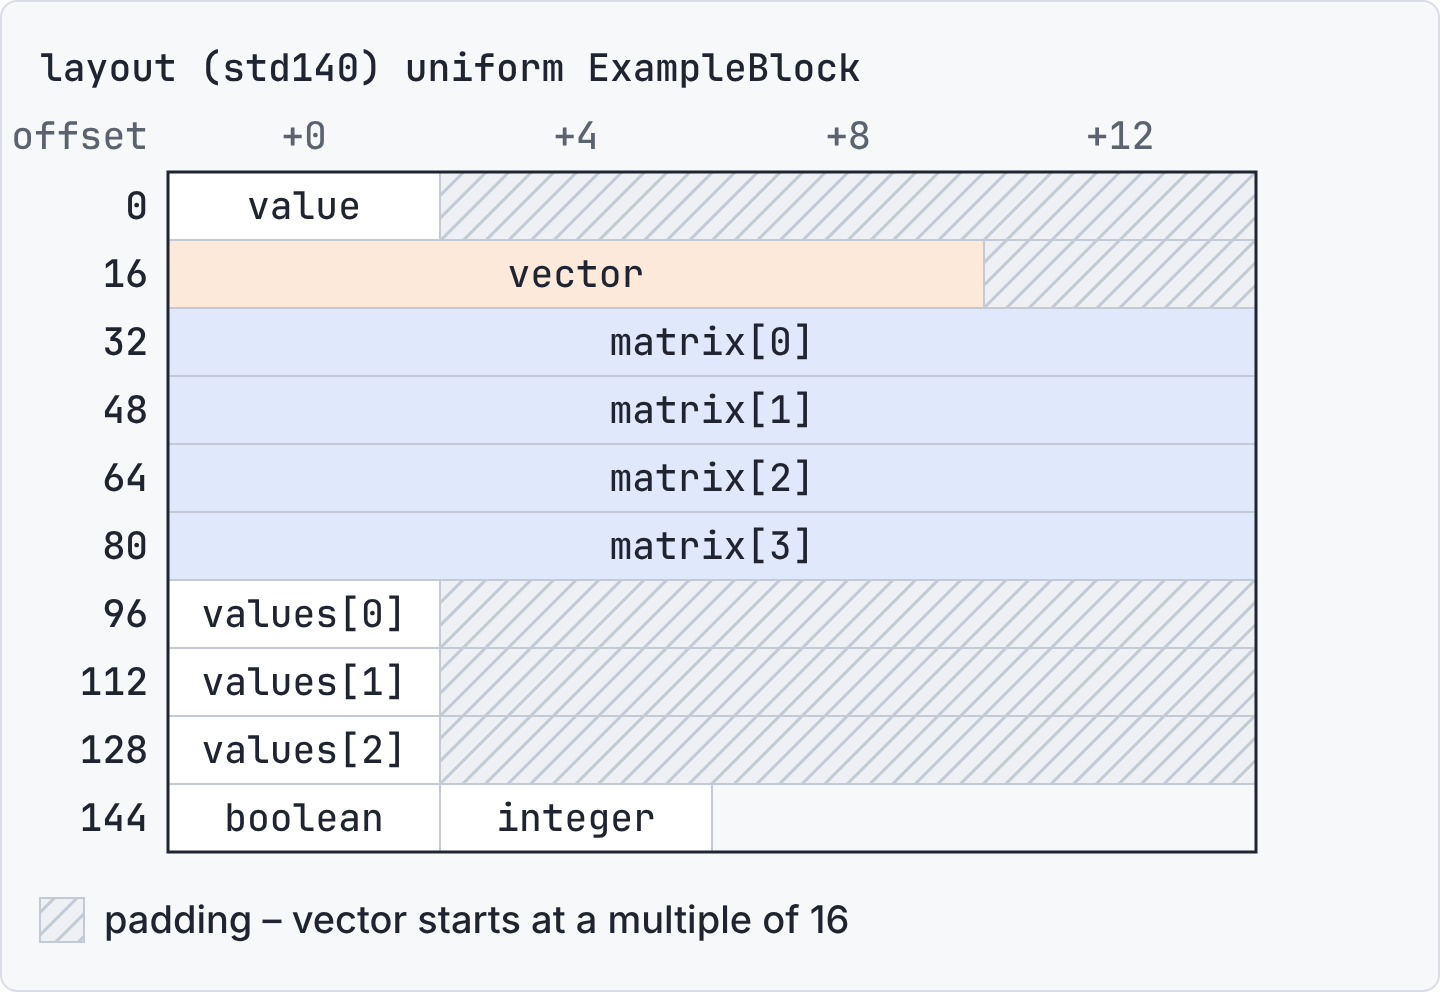 layout (std140) uniform ExampleBlock
offset +0 +4 +8 +12
0 value
16 vector
32 matrix[0]
48 matrix[1]
64 matrix[2]
80 matrix[3]
96 values[0]
112 values[1]
128 values[2]
144 boolean integer
padding – vector starts at a multiple of 16